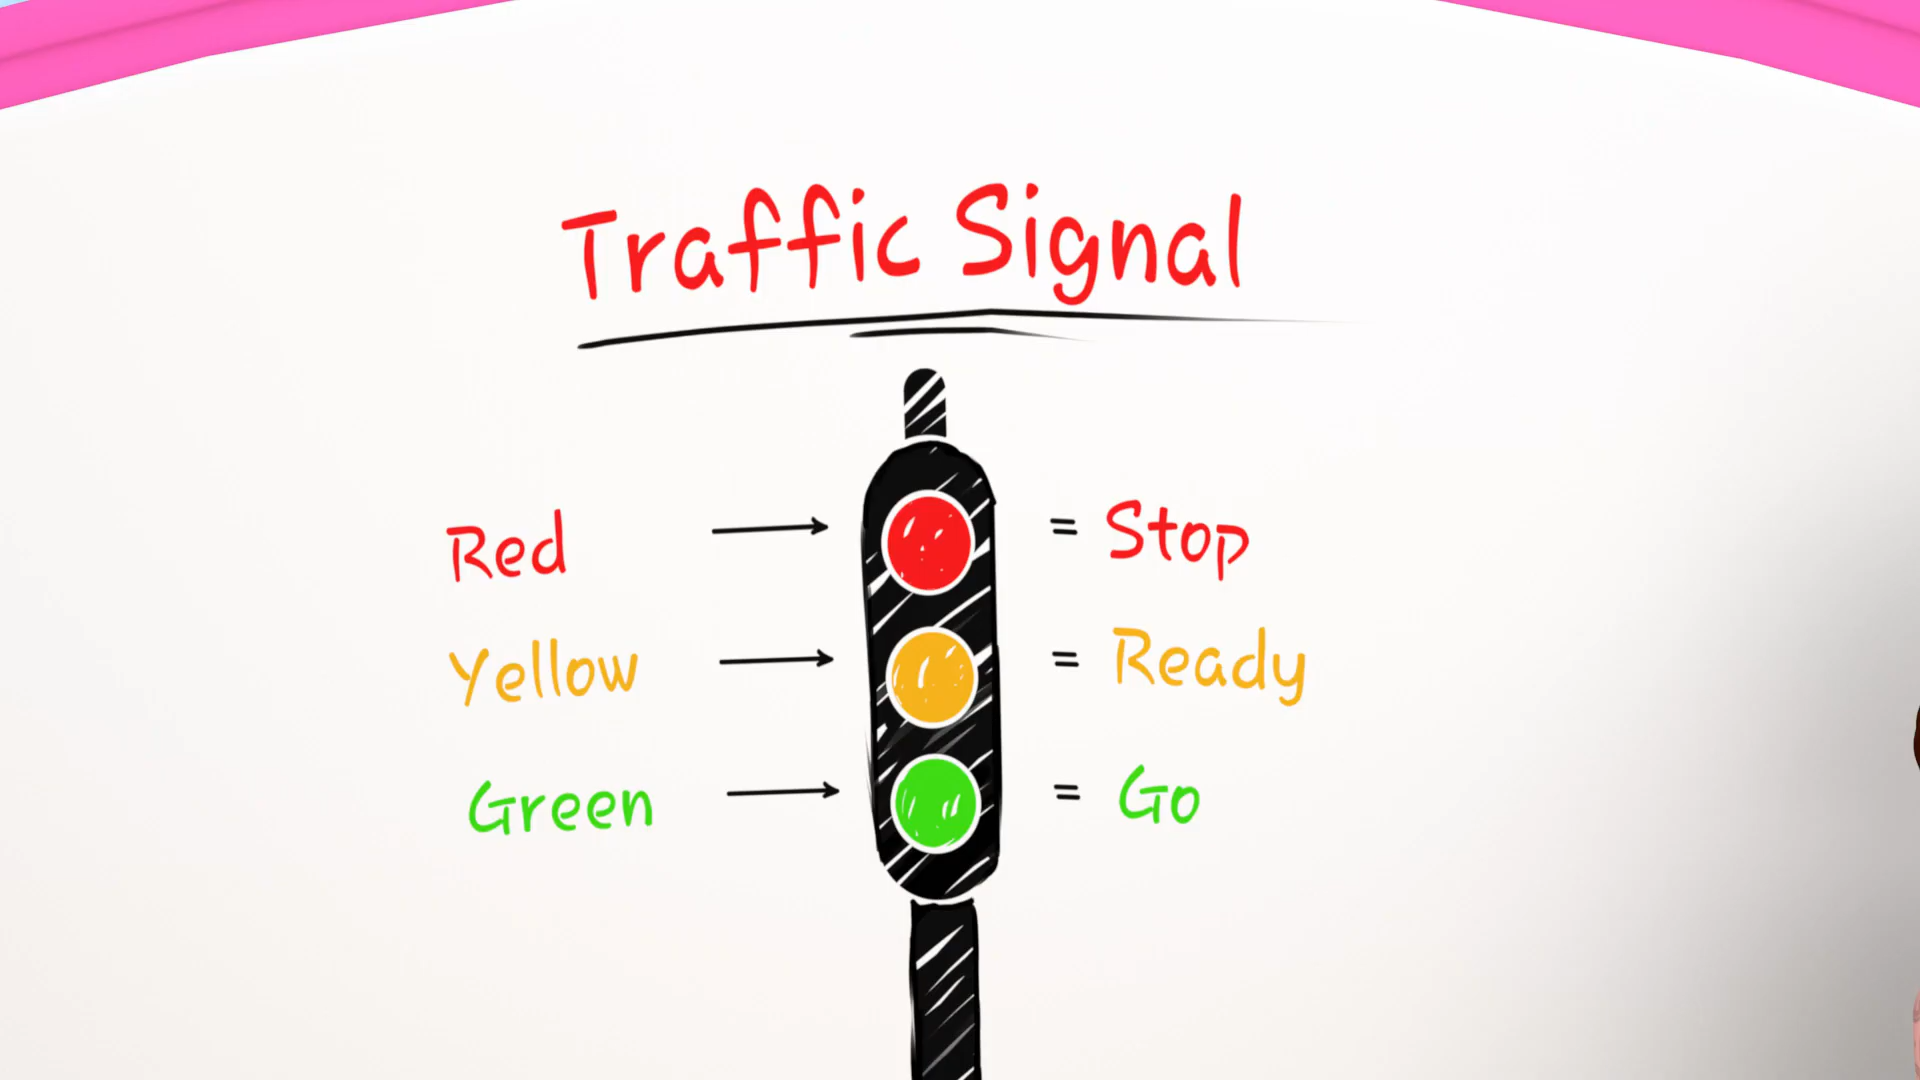 Traffic Signal
Red = Stop
Yellow = Ready
Green = Go